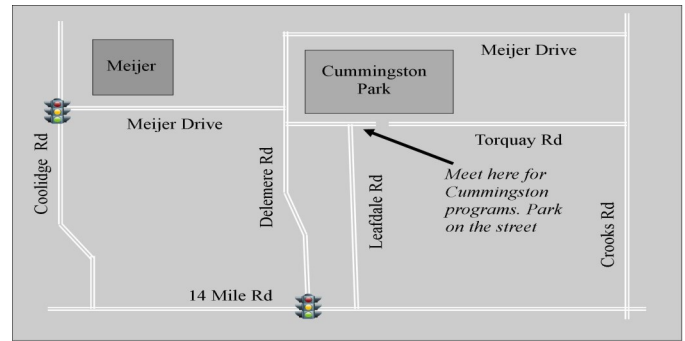 Meijer Drive
Meijer
Cummingston
Park
Meijer Drive
Torquay Rd
Coolidge Rd
Delemere Rd
Leafdale Rd
Meet here for
Cummingston
programs. Park
on the street
Crooks Rd
14 Mile Rd